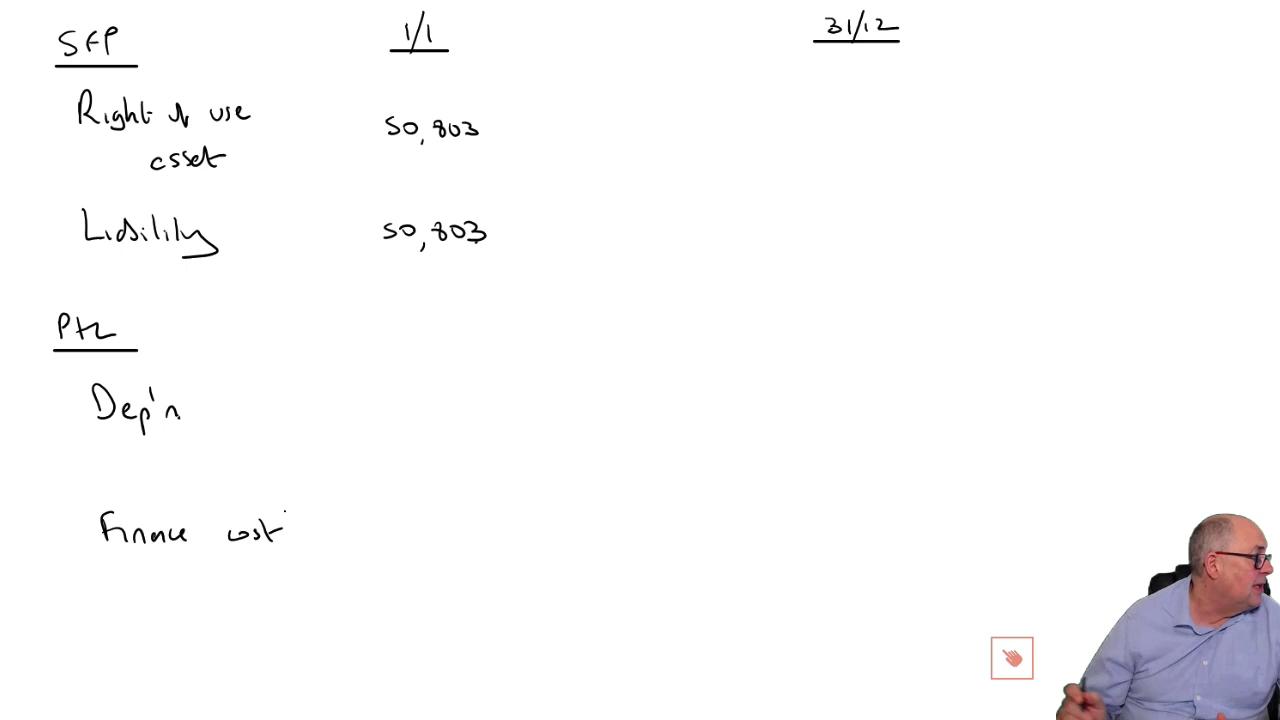 SFP 1/1 31/12
Right of use 50,803
asset
Liability 50,803
P+L
Dep'n
Finance cost